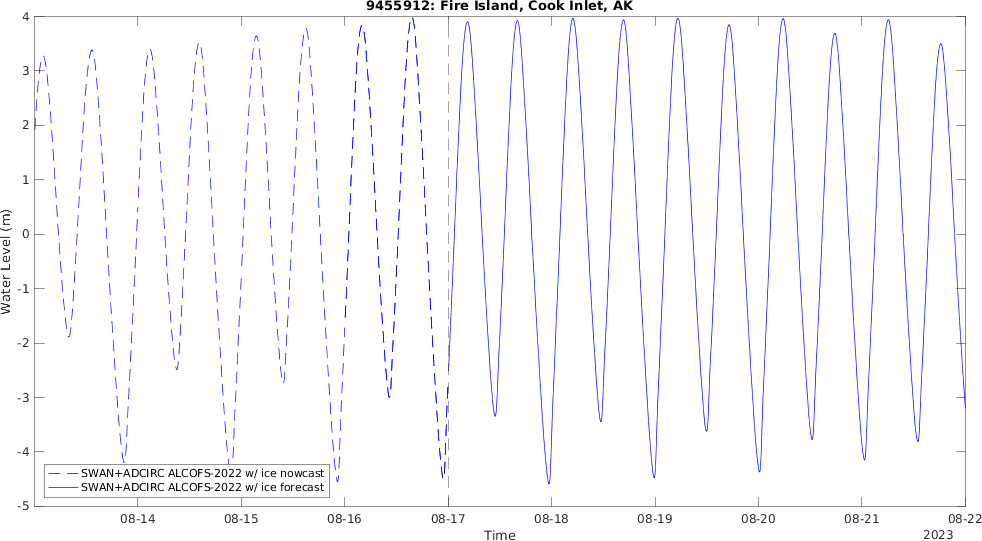 9455912: Fire Island, Cook Inlet, AK
Water Level (m)
4
3
2
1
0
-1
-2
-3
-4
-5
SWAN+ADCIRC ALCOFS-2022 w/ ice nowcast
SWAN+ADCIRC ALCOFS-2022 w/ ice forecast
08-14 08-15 08-16 08-17 08-18 08-19 08-20 08-21 08-22
Time
2023